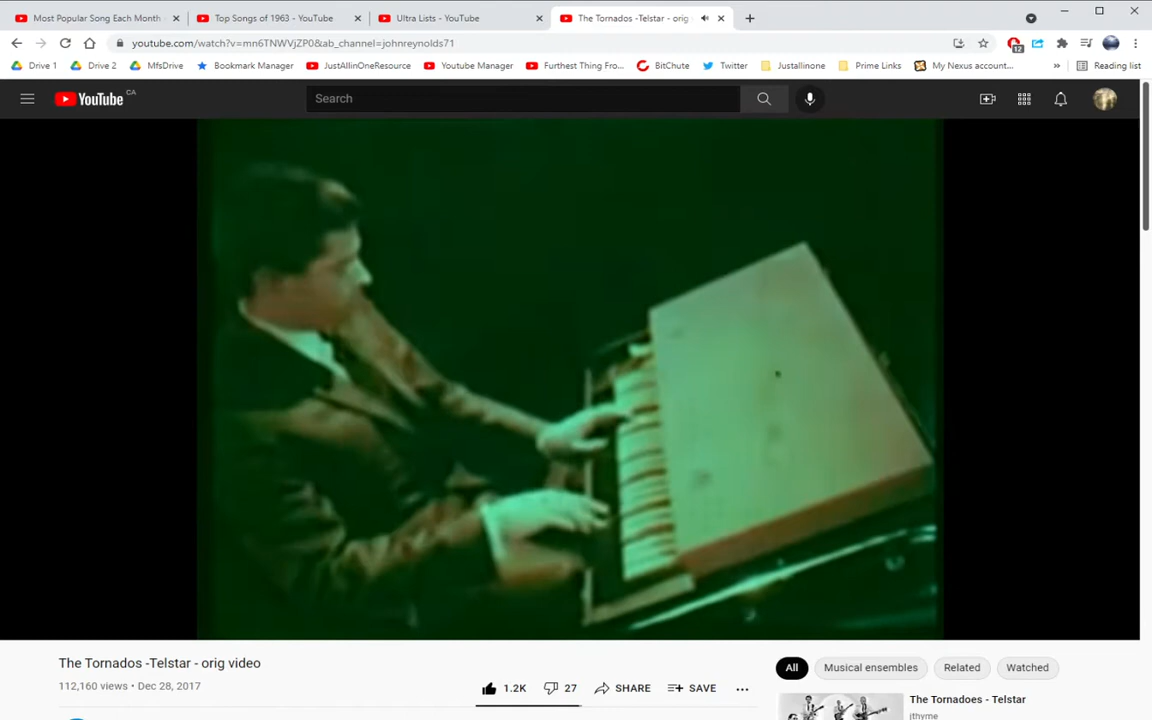 Most Popular Song Each Month
Top Songs of 1963 - YouTube
Ultra Lists - YouTube
The Tornados -Telstar - orig
youtube.com/watch?v=mn6TNWVjZP0&ab_channel=johnreynolds71
12
Drive 1
Drive 2
MfsDrive
Bookmark Manager
JustAllinOneResource
Youtube Manager
Furthest Thing Fro...
BitChute
Twitter
Justallinone
Prime Links
My Nexus account...
»
Reading list
YouTube CA
Search
The Tornados -Telstar - orig video
112,160 views • Dec 28, 2017
1.2K
27
SHARE
SAVE
...
All
Musical ensembles
Related
Watched
The Tornadoes - Telstar
jthyme